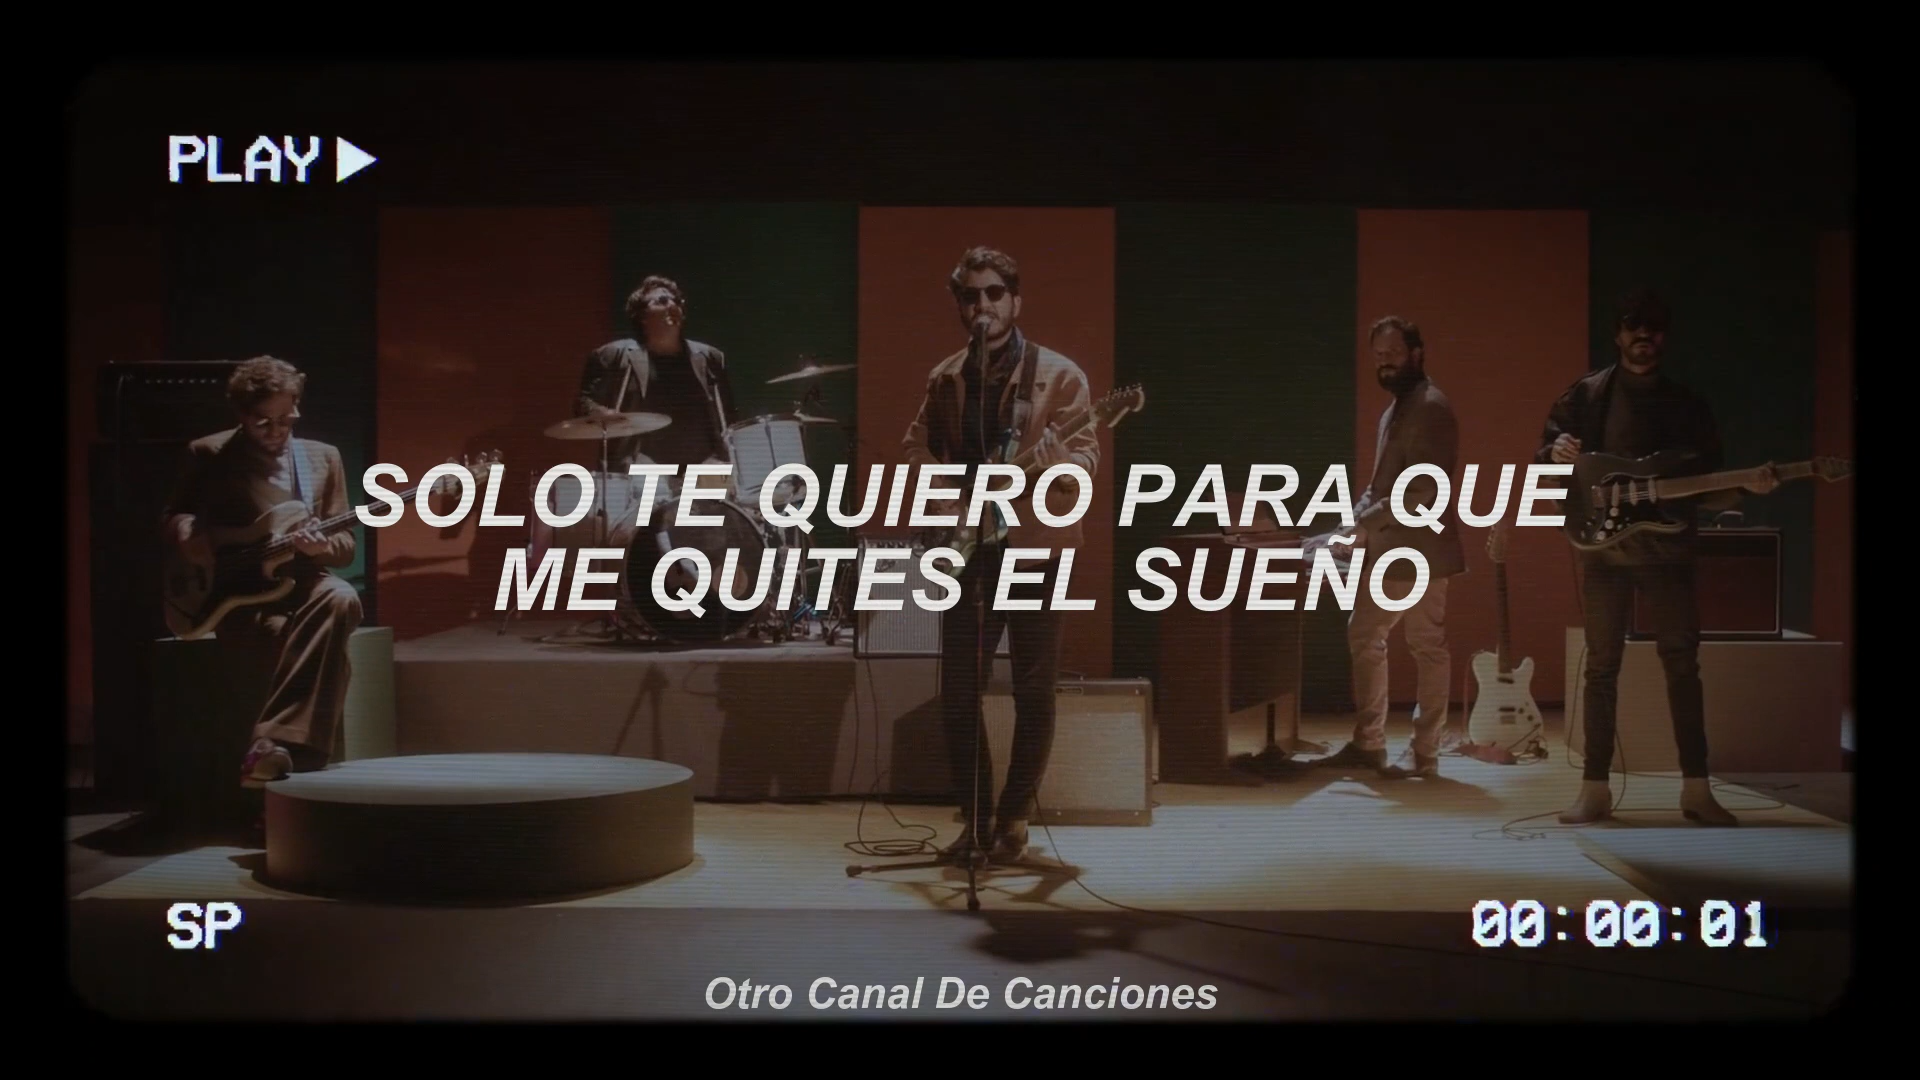 PLAY
SOLO TE QUIERO PARA QUE
ME QUITES EL SUEÑO
SP
00:00:01
Otro Canal De Canciones